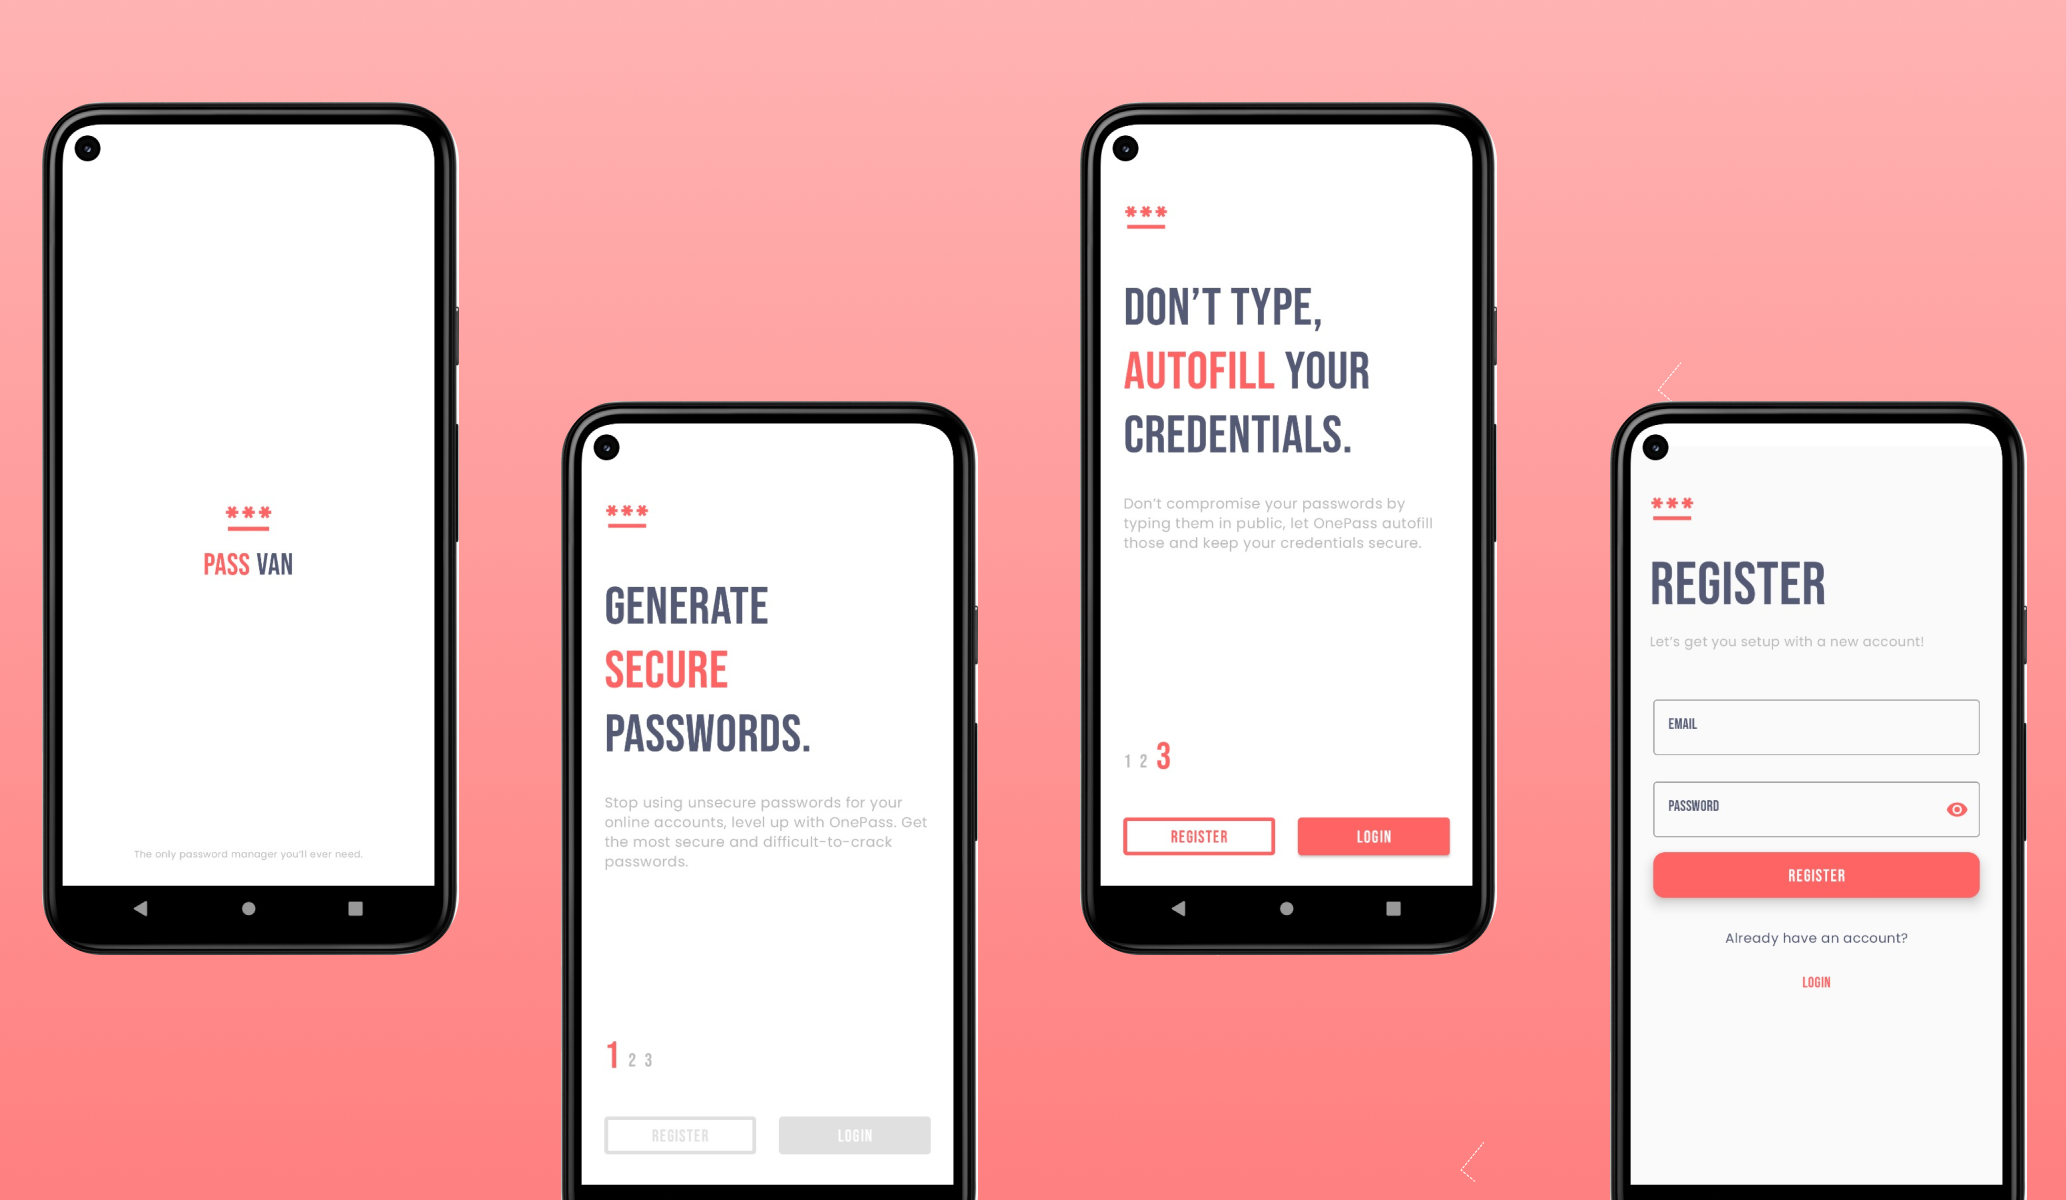 ***
PASS VAN
The only password manager you'll ever need.
***
GENERATE
SECURE
PASSWORDS.
Stop using unsecure passwords for your
online accounts, level up with OnePass. Get
the most secure and difficult-to-crack
passwords.
1 2 3
REGISTER LOGIN
***
DON'T TYPE,
AUTOFILL YOUR
CREDENTIALS.
Don't compromise your passwords by
typing them in public, let OnePass autofill
those and keep your credentials secure.
1 2 3
REGISTER LOGIN
***
REGISTER
Let's get you setup with a new account!
EMAIL
PASSWORD
REGISTER
Already have an account?
LOGIN